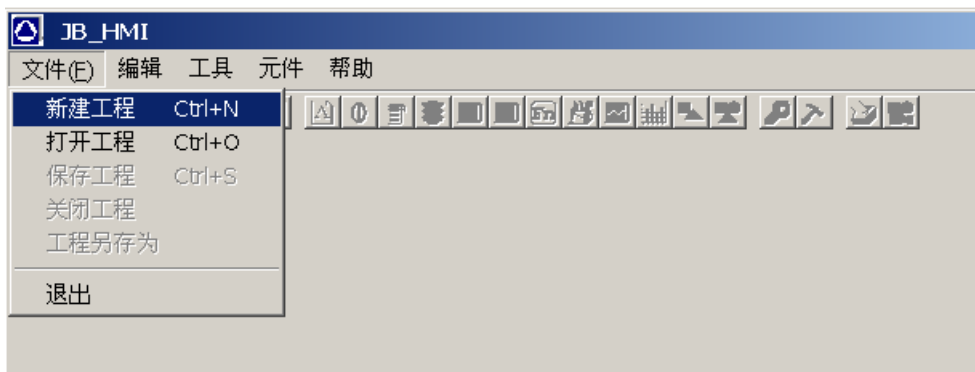 JB_HMI
文件(F) 编辑 工具 元件 帮助
新建工程 Ctrl+N
打开工程 Ctrl+O
保存工程 Ctrl+S
关闭工程
工程另存为
退出